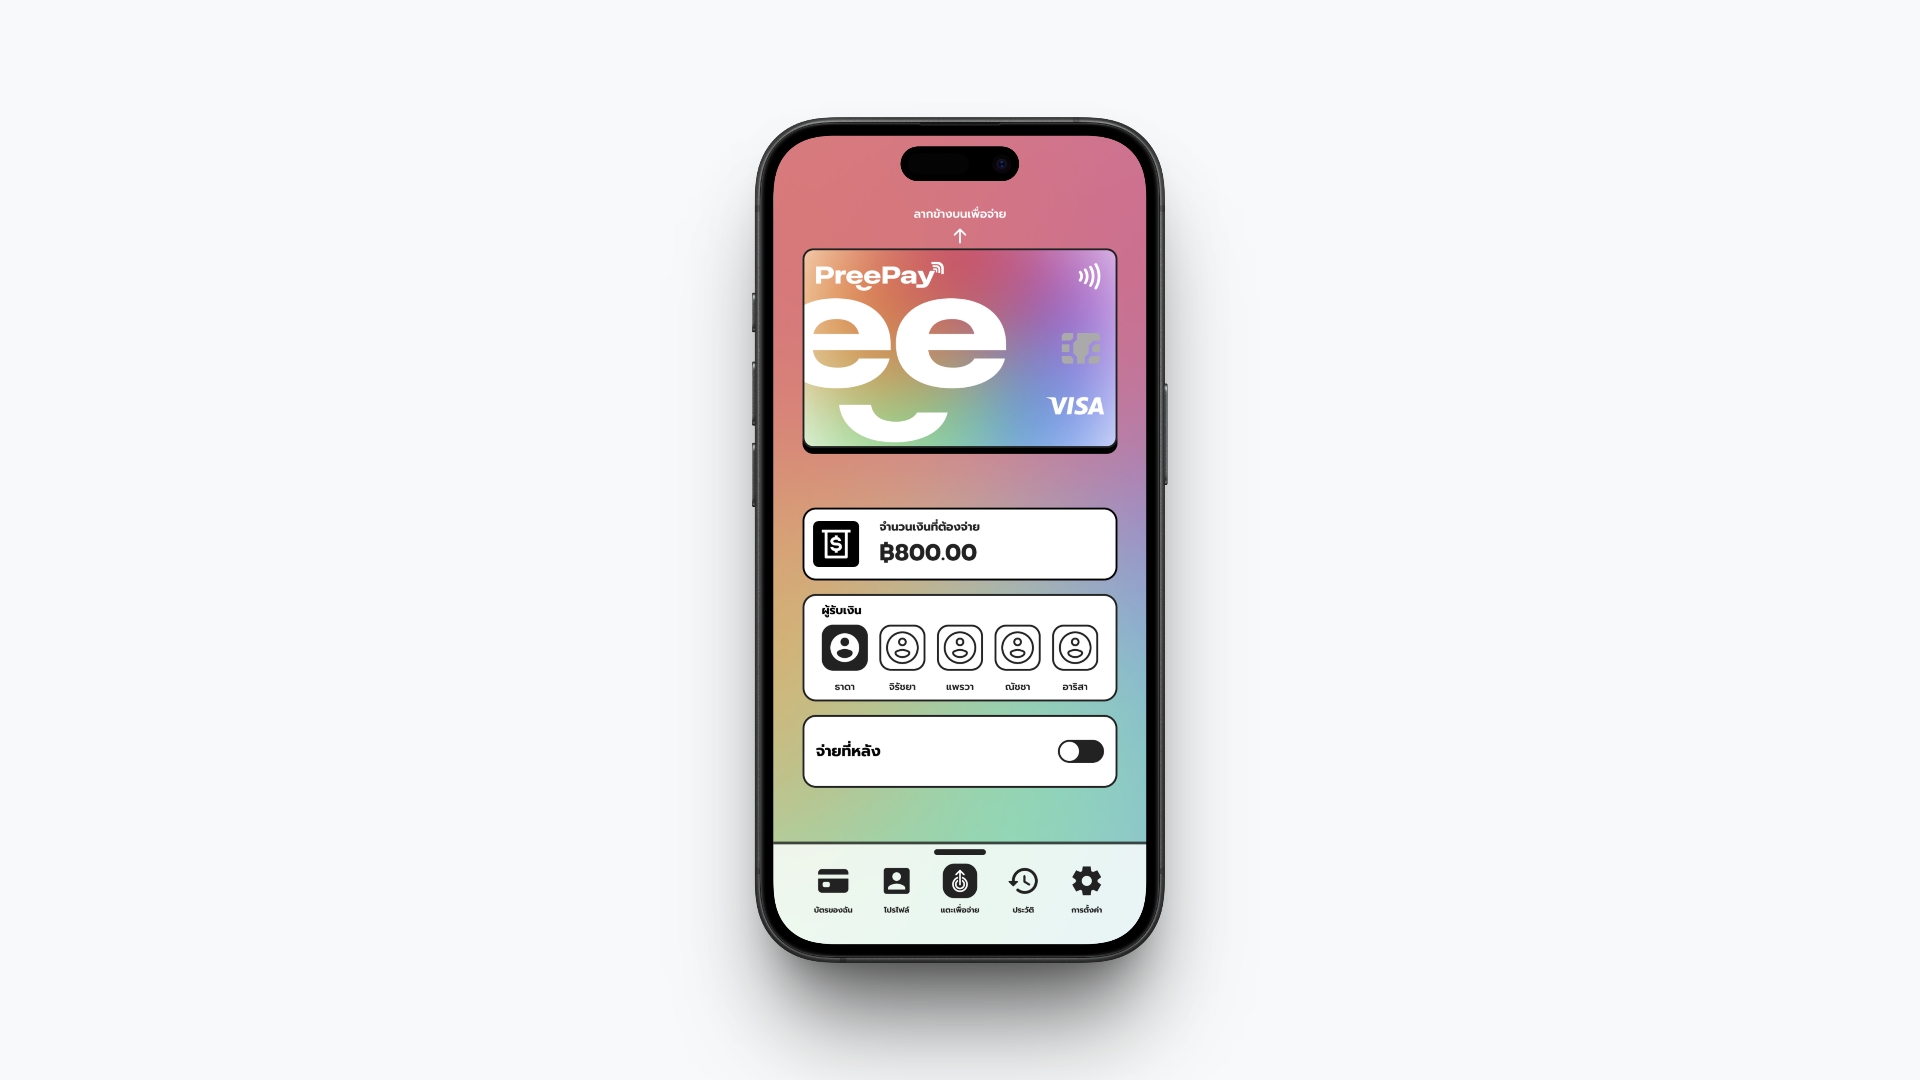 ลากข้างบนเพื่อจ่าย
PreePay
ee
VISA
จำนวนเงินที่ต้องจ่าย
฿800.00
ผู้รับเงิน
ธาดา จิรัชยา แพรวา ณัชชา อาริสา
จ่ายที่หลัง
บัตรของฉัน โปรไฟล์ แตะเพื่อจ่าย ประวัติ การตั้งค่า